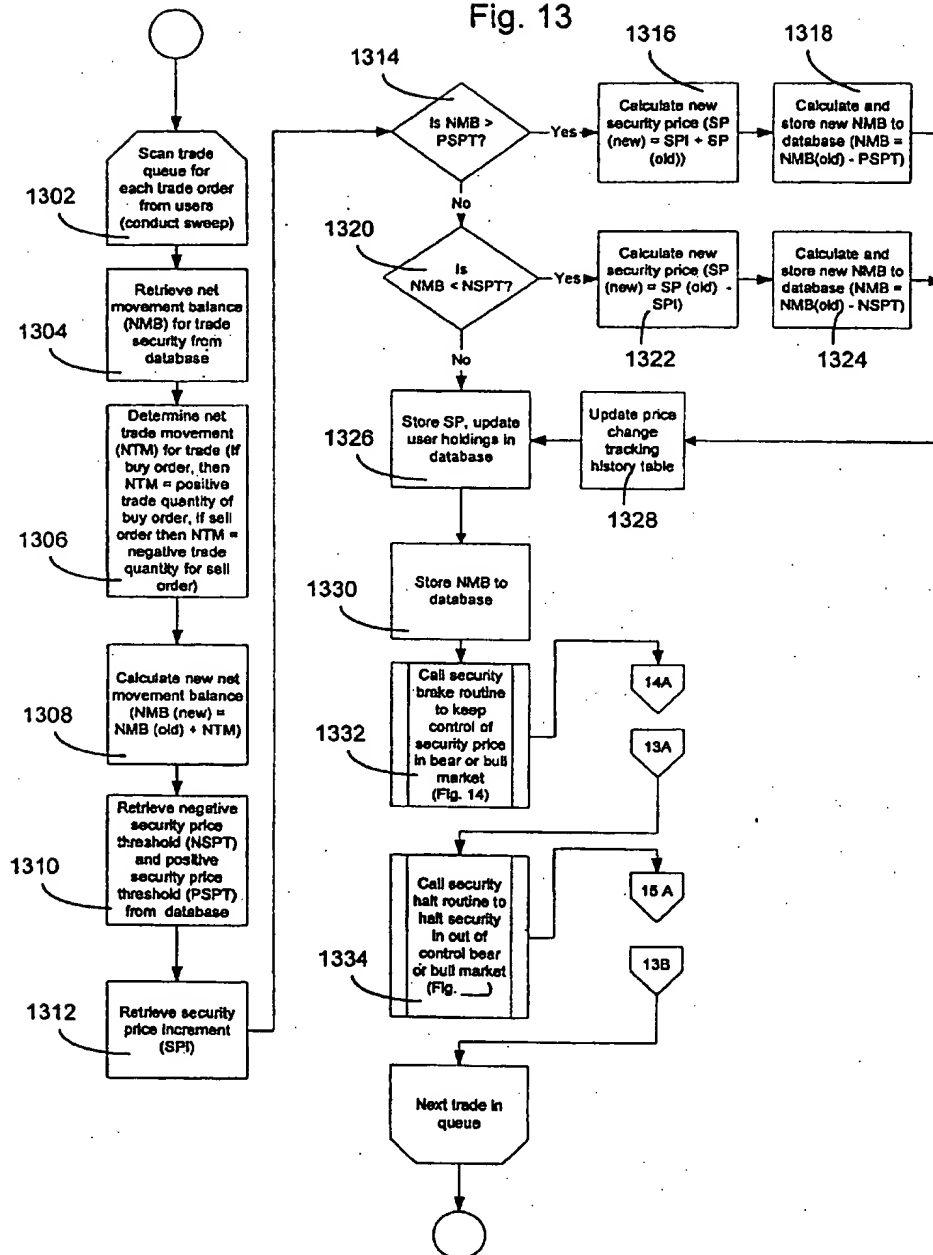 Fig. 13
1302
Scan trade
queue for
each trade order
from users
(conduct sweep)
1304
Retrieve net
movement balance
(NMB) for trade
security from
database
1306
Determine net
trade movement
(NTM) for trade (if
buy order, then
NTM = positive
trade quantity of
buy order, if sell
order then NTM =
negative trade
quantity for sell
order)
1308
Calculate new net
movement balance
(NMB (new) =
NMB (old) + NTM)
1310
Retrieve negative
security price
threshold (NSPT)
and positive
security price
threshold (PSPT)
from database
1312
Retrieve security
price increment
(SPI)
1314
Is NMB >
PSPT?
Yes
No
1316
Calculate new
security price (SP
(new) = SPI + SP
(old))
1318
Calculate and
store new NMB to
database (NMB =
NMB(old) - PSPT)
1320
Is
NMB < NSPT?
Yes
No
Calculate new
security price (SP
(new) = SP (old) -
SPI)
1322
Calculate and
store new NMB to
database (NMB =
NMB(old) - NSPT)
1324
1326
Store SP, update
user holdings in
database
Update price
change
tracking
history table
1328
1330
Store NMB to
database
1332
Call security
brake routine
to keep
control of
security price
in bear or bull
market
(Fig. 14)
14A
13A
1334
Call security
halt routine to
halt security
in out of
control bear
or bull market
(Fig. __)
15 A
13B
Next trade in
queue